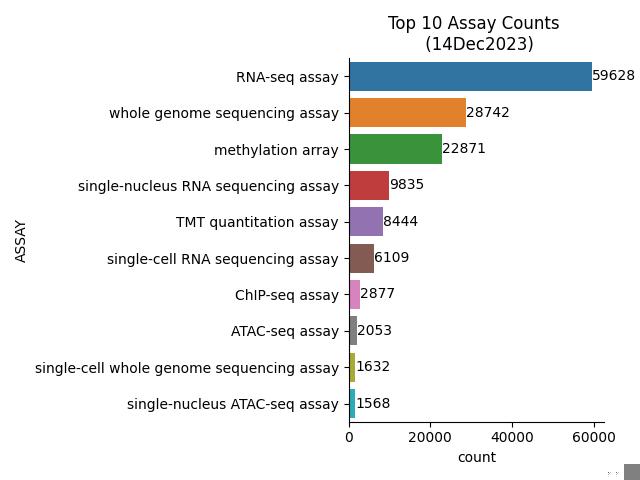 Top 10 Assay Counts
(14Dec2023)
RNA-seq assay 59628
whole genome sequencing assay 28742
methylation array 22871
single-nucleus RNA sequencing assay 9835
TMT quantitation assay 8444
single-cell RNA sequencing assay 6109
ChIP-seq assay 2877
ATAC-seq assay 2053
single-cell whole genome sequencing assay 1632
single-nucleus ATAC-seq assay 1568
ASSAY
0 20000 40000 60000
count